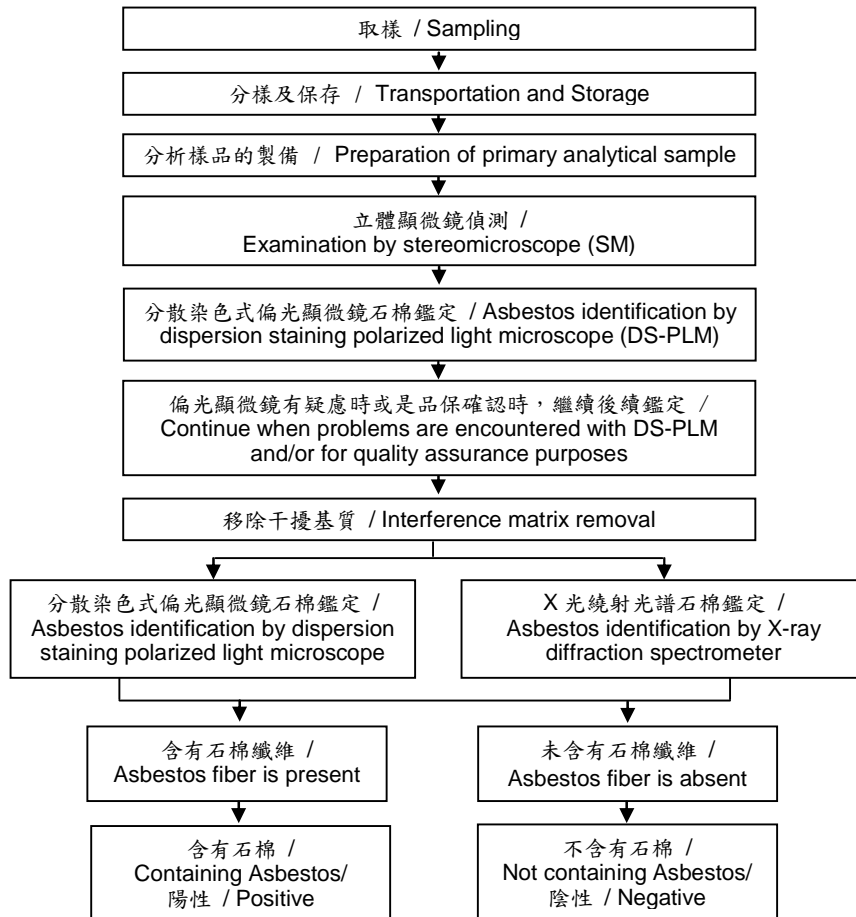 取樣 / Sampling
分樣及保存 / Transportation and Storage
分析樣品的製備 / Preparation of primary analytical sample
立體顯微鏡偵測 /
Examination by stereomicroscope (SM)
分散染色式偏光顯微鏡石棉鑑定 / Asbestos identification by
dispersion staining polarized light microscope (DS-PLM)
偏光顯微鏡有疑慮時或是品保確認時，繼續後續鑑定 /
Continue when problems are encountered with DS-PLM
and/or for quality assurance purposes
移除干擾基質 / Interference matrix removal
分散染色式偏光顯微鏡石棉鑑定 /
Asbestos identification by dispersion
staining polarized light microscope
X 光繞射光譜石棉鑑定 /
Asbestos identification by X-ray
diffraction spectrometer
含有石棉纖維 /
Asbestos fiber is present
未含有石棉纖維 /
Asbestos fiber is absent
含有石棉 /
Containing Asbestos/
陽性 / Positive
不含有石棉 /
Not containing Asbestos/
陰性 / Negative